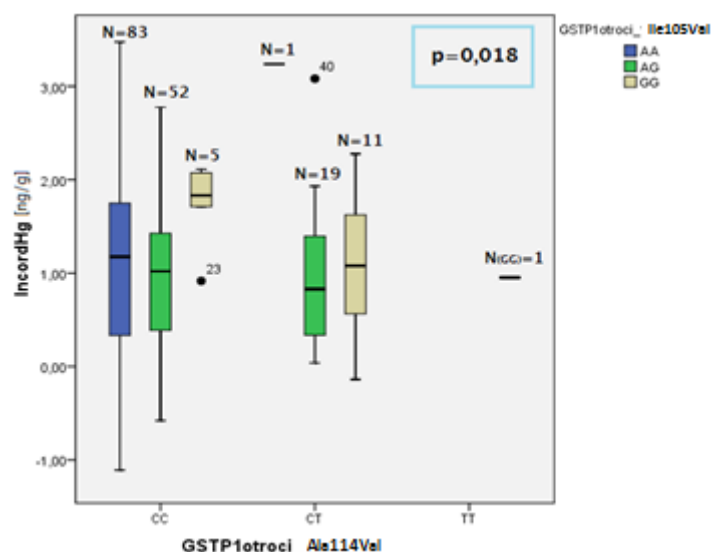 N=83
N=1
p=0,018
GSTP1otroci_: Ile105Val
AA
AG
GG
40
3,00
N=52
N=5
N=11
N=19
2,00
IncordHg [ng/g]
1,00
23
N(GG)=1
0,00
-1,00
CC
CT
TT
GSTP1otroci Ala114Val